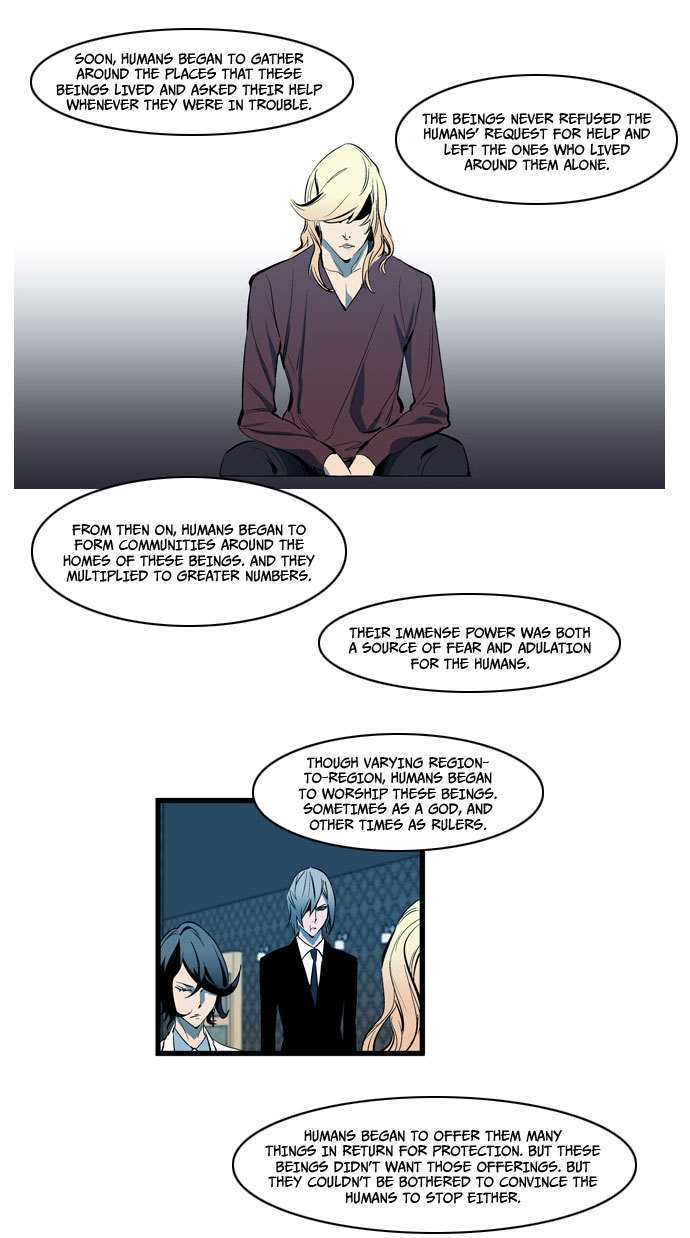 SOON, HUMANS BEGAN TO GATHER
AROUND THE PLACES THAT THESE
BEINGS LIVED AND ASKED THEIR HELP
WHENEVER THEY WERE IN TROUBLE.
THE BEINGS NEVER REFUSED THE
HUMANS' REQUEST FOR HELP AND
LEFT THE ONES WHO LIVED
AROUND THEM ALONE.
FROM THEN ON, HUMANS BEGAN TO
FORM COMMUNITIES AROUND THE
HOMES OF THESE BEINGS. AND THEY
MULTIPLIED TO GREATER NUMBERS.
THEIR IMMENSE POWER WAS BOTH
A SOURCE OF FEAR AND ADULATION
FOR THE HUMANS.
THOUGH VARYING REGION-
TO-REGION, HUMANS BEGAN
TO WORSHIP THESE BEINGS.
SOMETIMES AS A GOD, AND
OTHER TIMES AS RULERS.
HUMANS BEGAN TO OFFER THEM MANY
THINGS IN RETURN FOR PROTECTION. BUT THESE
BEINGS DIDN'T WANT THOSE OFFERINGS. BUT
THEY COULDN'T BE BOTHERED TO CONVINCE THE
HUMANS TO STOP EITHER.